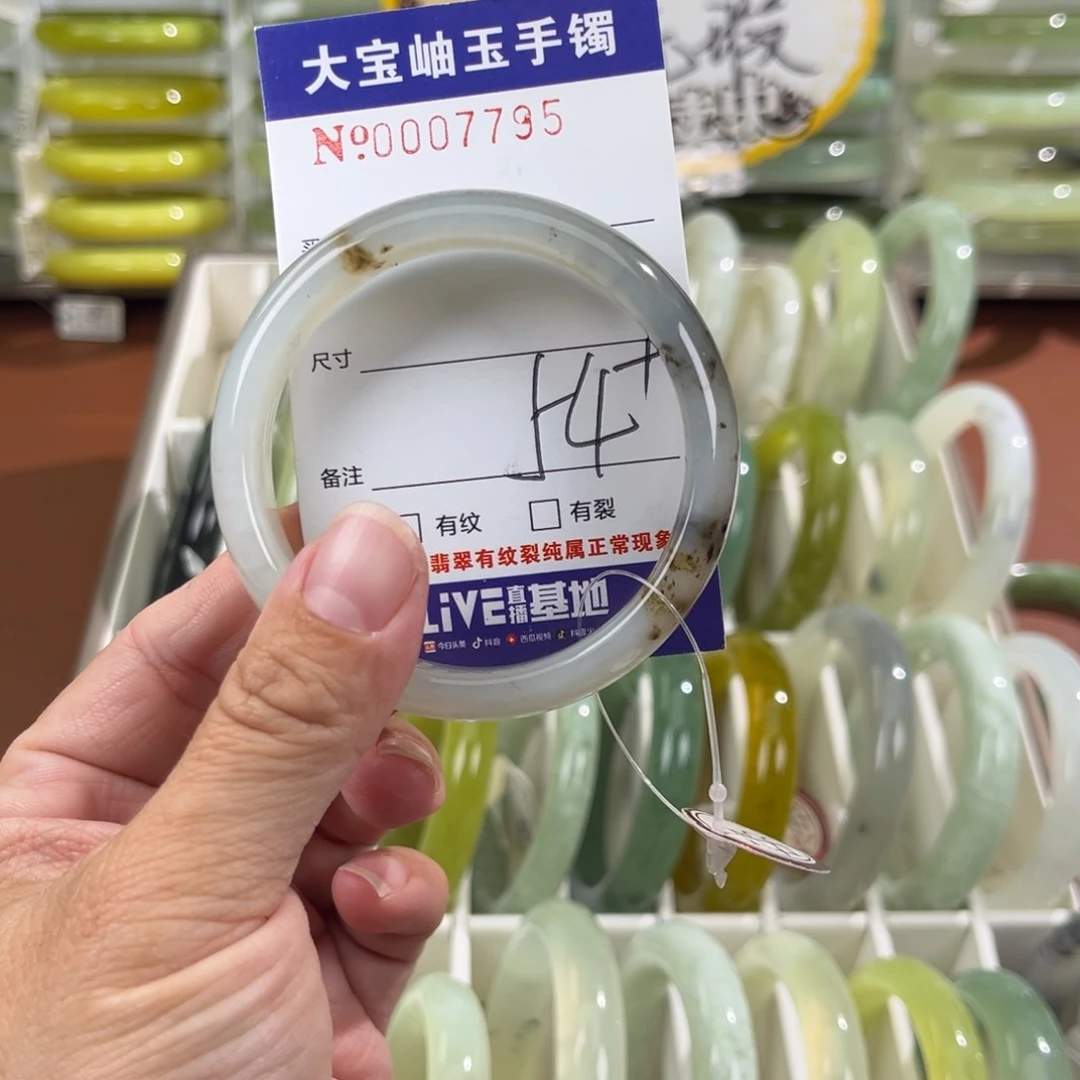 大宝岫玉手镯
№0007795
尺寸
54+
备注
有纹 有裂
翡翠有纹裂纯属正常现象
LiVE直播基地
今日头条 抖音 西瓜视频